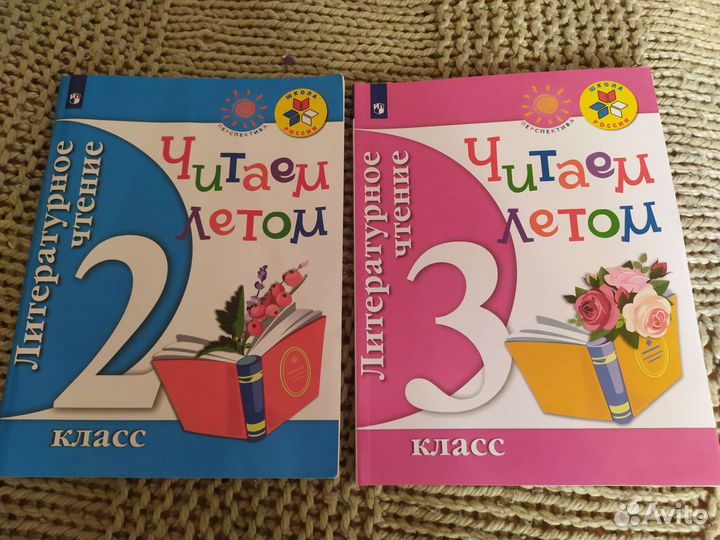 ПЕРСПЕКТИВА
ШКОЛА
РОССИИ
Литературное
чтение
Читаем
летом
2
класс
ПЕРСПЕКТИВА
ШКОЛА
РОССИИ
Литературное
чтение
Читаем
летом
3
класс
Avito